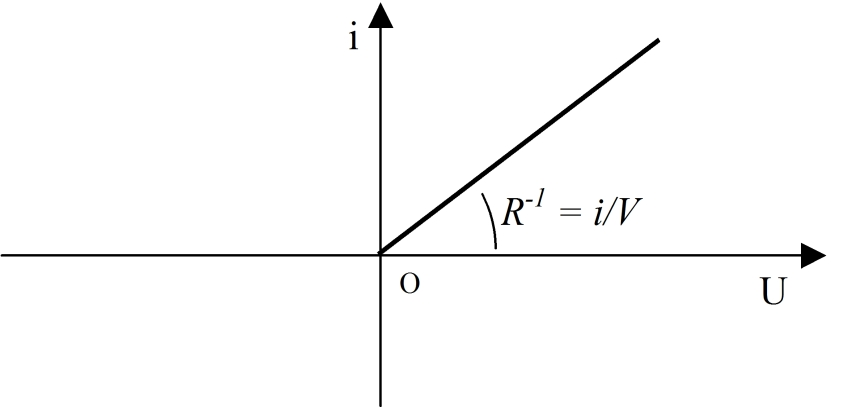 i
R⁻¹ = i/V
O
U